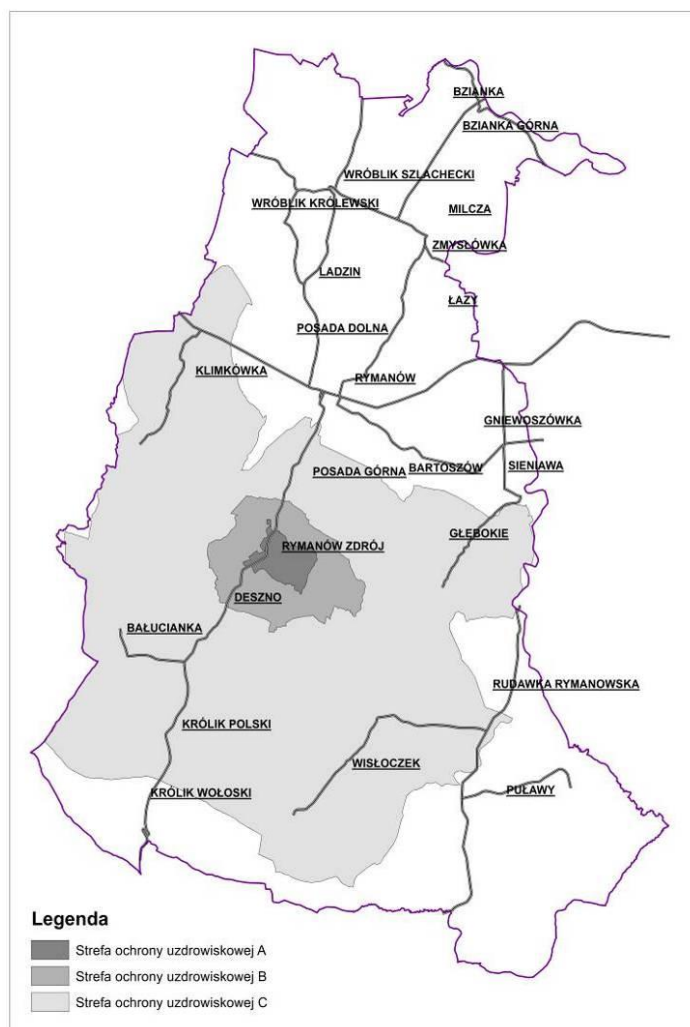 BZIANKA
BZIANKA GÓRNA
WRÓBLIK SZLACHECKI
WRÓBLIK KRÓLEWSKI
MILCZA
ZMYSŁÓWKA
LADZIN
ŁAZY
POSADA DOLNA
KLIMKÓWKA
RYMANÓW
GNIEWOSZÓWKA
POSADA GÓRNA
BARTOSZÓW
SIENIAWA
GŁĘBOKIE
RYMANÓW ZDRÓJ
DESZNO
BAŁUCIANKA
RUDAWKA RYMANOWSKA
KRÓLIK POLSKI
WISŁOCZEK
KRÓLIK WOŁOSKI
PUŁAWY
Legenda
Strefa ochrony uzdrowiskowej A
Strefa ochrony uzdrowiskowej B
Strefa ochrony uzdrowiskowej C